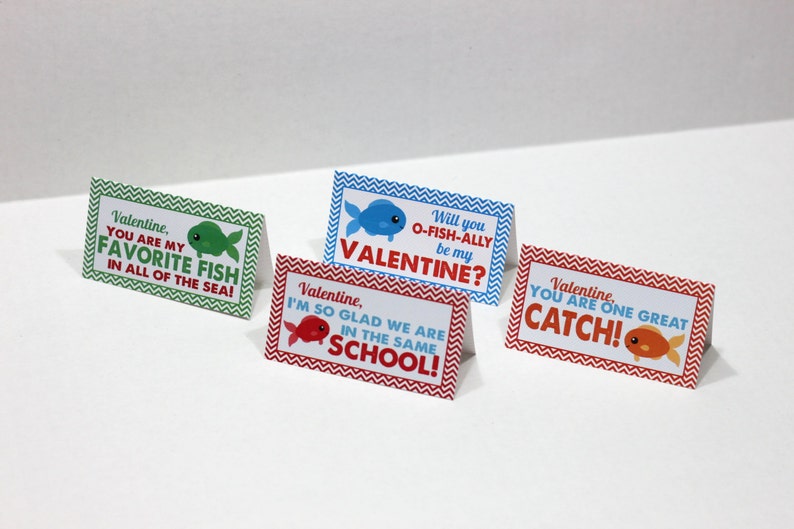 Valentine,
YOU ARE MY
FAVORITE FISH
IN ALL OF THE SEA!
Will you
O-FISH-ALLY
be my
VALENTINE?
Valentine,
I'M SO GLAD WE ARE
IN THE SAME
SCHOOL!
Valentine,
YOU ARE ONE GREAT
CATCH!